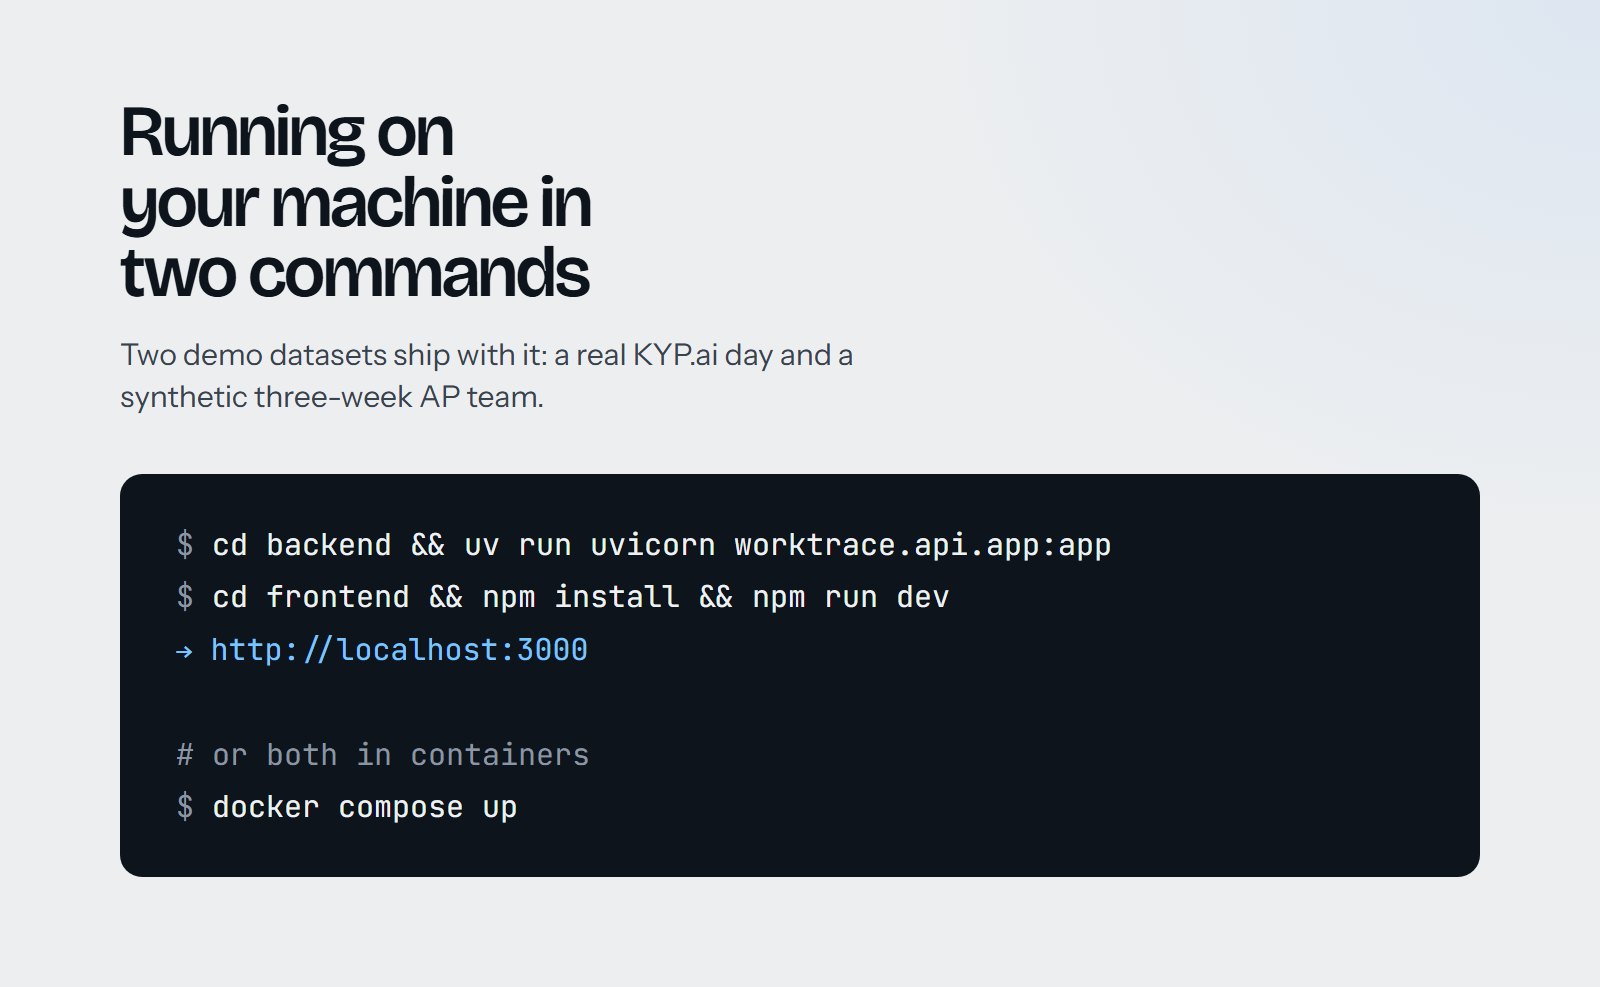 Running on
your machine in
two commands
Two demo datasets ship with it: a real KYP.ai day and a
synthetic three-week AP team.
$ cd backend && uv run uvicorn worktrace.api.app:app
$ cd frontend && npm install && npm run dev
→ http://localhost:3000
# or both in containers
$ docker compose up